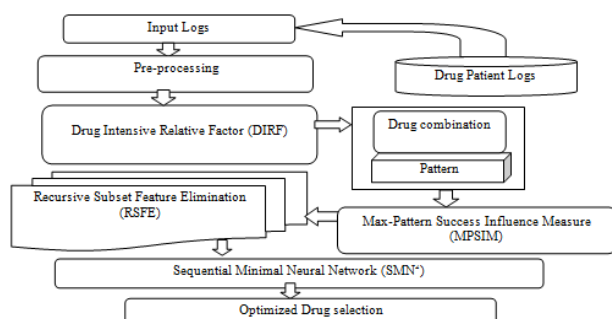 Input Logs
Drug Patient Logs
Pre-processing
Drug Intensive Relative Factor (DIRF)
Drug combination
Pattern
Recursive Subset Feature Elimination
(RSFE)
Max-Pattern Success Influence Measure
(MPSIM)
Sequential Minimal Neural Network (SMN²)
Optimized Drug selection